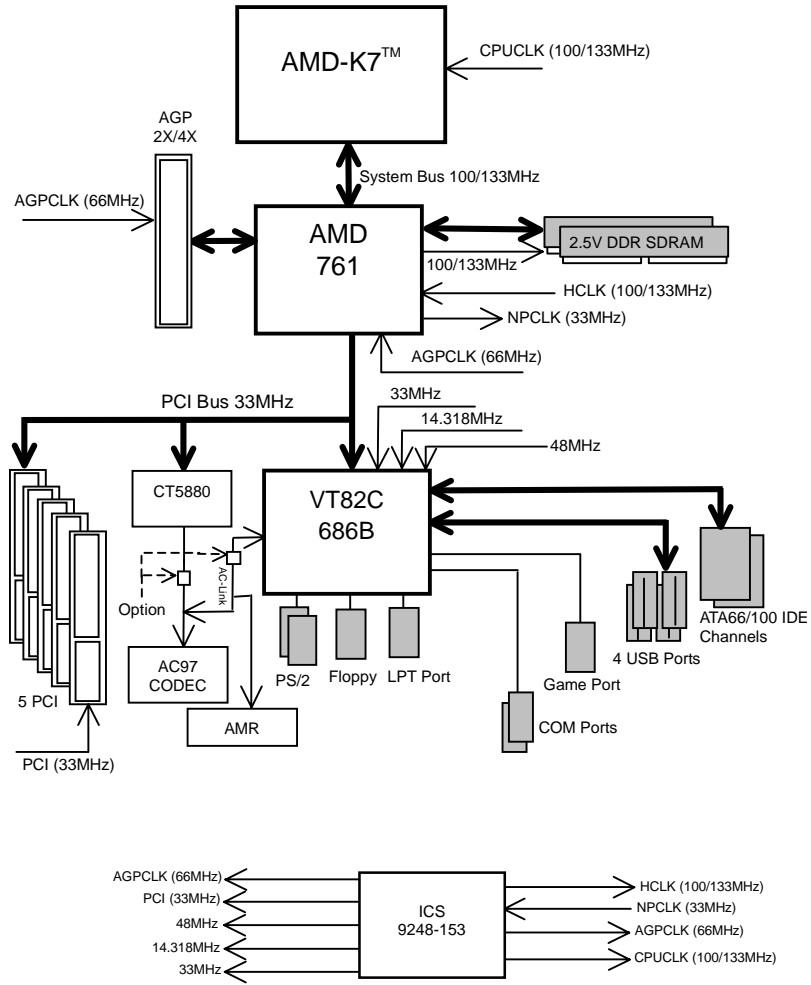 AMD-K7™
CPUCLK (100/133MHz)
AGP
2X/4X
System Bus 100/133MHz
AGPCLK (66MHz)
AMD
761
2.5V DDR SDRAM
100/133MHz
HCLK (100/133MHz)
NPCLK (33MHz)
AGPCLK (66MHz)
33MHz
PCI Bus 33MHz
14.318MHz
48MHz
CT5880
VT82C
686B
AC-Link
Option
ATA66/100 IDE
Channels
AC97
CODEC
PS/2
Floppy
LPT Port
4 USB Ports
Game Port
5 PCI
AMR
COM Ports
PCI (33MHz)
AGPCLK (66MHz)
PCI (33MHz)
48MHz
14.318MHz
33MHz
ICS
9248-153
HCLK (100/133MHz)
NPCLK (33MHz)
AGPCLK (66MHz)
CPUCLK (100/133MHz)